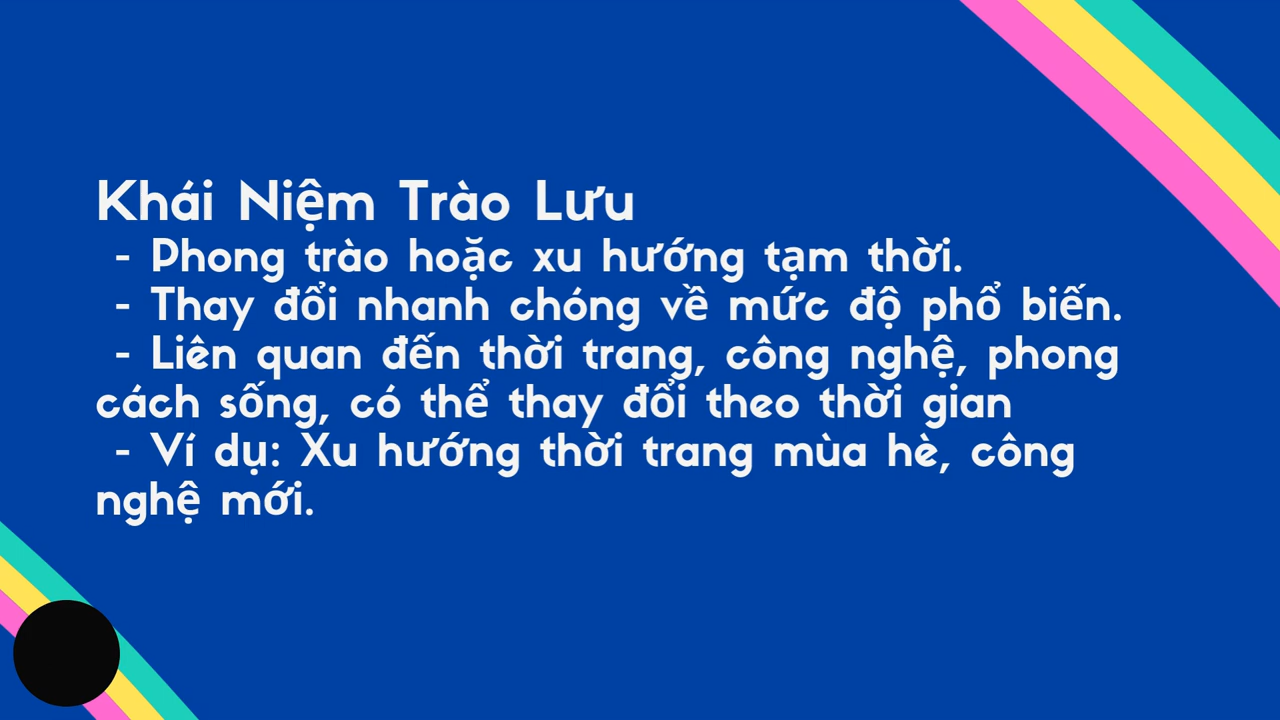 Khái Niệm Trào Lưu
- Phong trào hoặc xu hướng tạm thời.
- Thay đổi nhanh chóng về mức độ phổ biến.
- Liên quan đến thời trang, công nghệ, phong
cách sống, có thể thay đổi theo thời gian
- Ví dụ: Xu hướng thời trang mùa hè, công
nghệ mới.